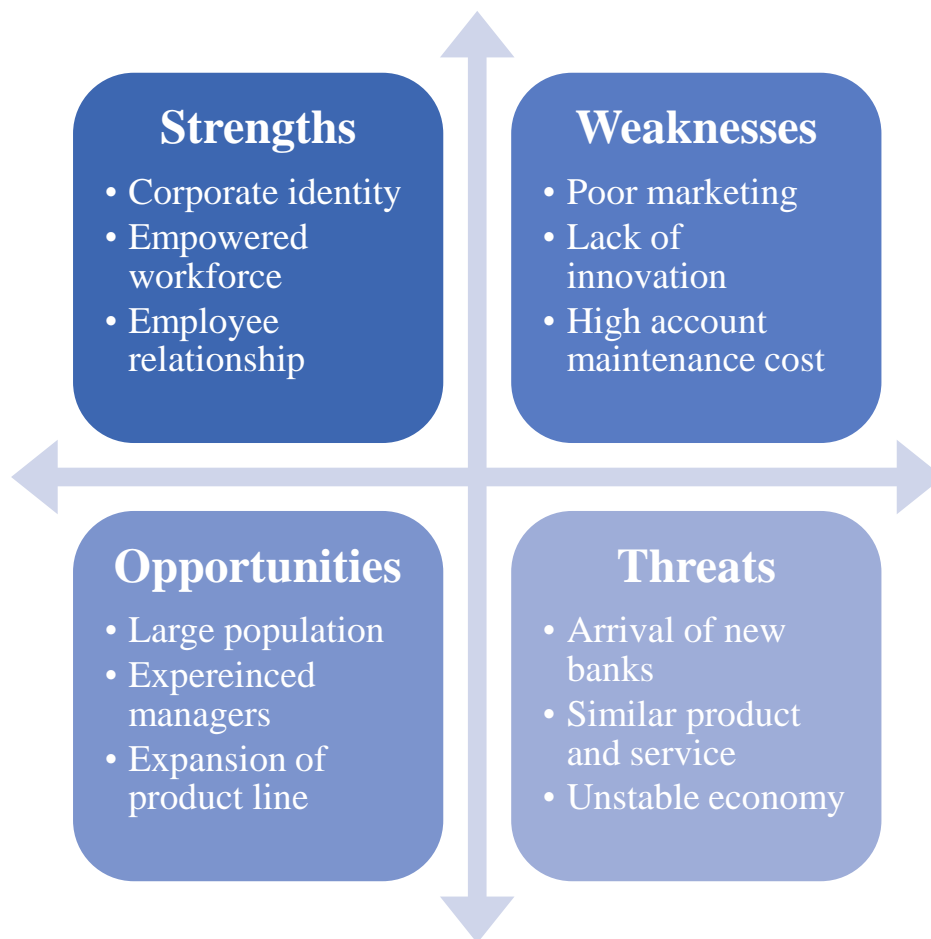 Strengths
• Corporate identity
• Empowered
workforce
• Employee
relationship
Weaknesses
• Poor marketing
• Lack of
innovation
• High account
maintenance cost
Opportunities
• Large population
• Expereinced
managers
• Expansion of
product line
Threats
• Arrival of new
banks
• Similar product
and service
• Unstable economy